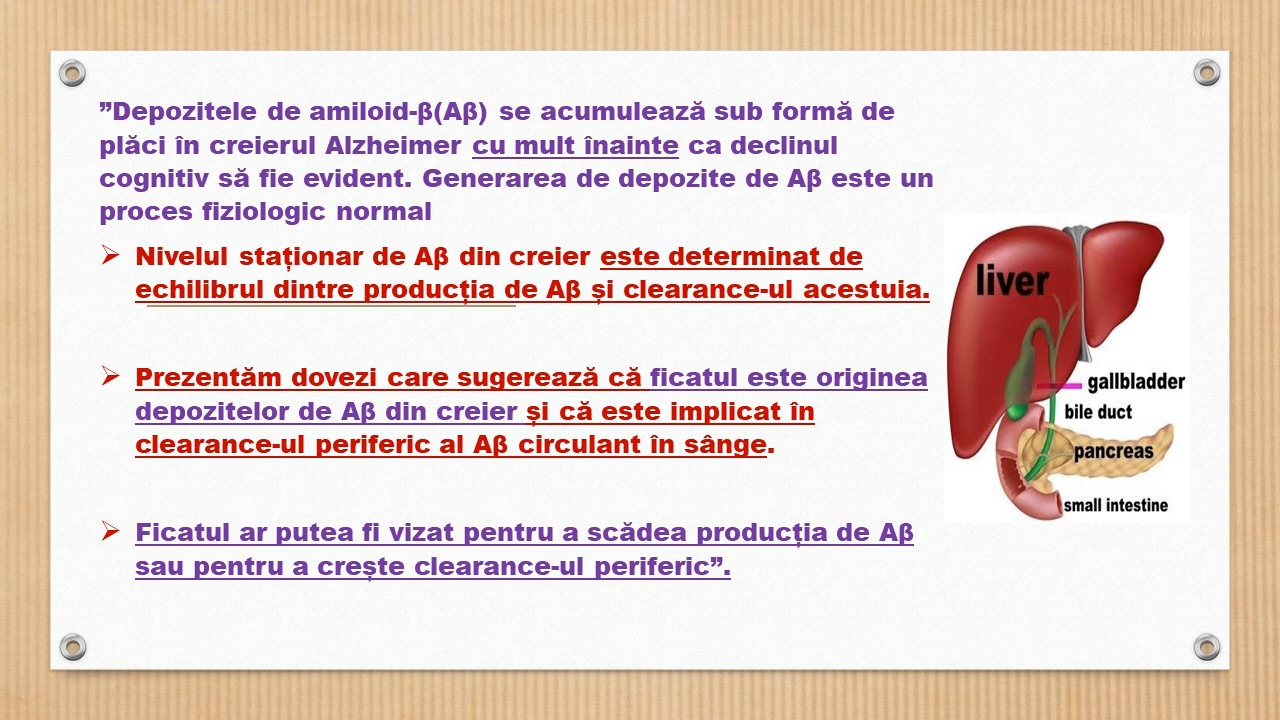 ”Depozitele de amiloid-β(Aβ) se acumulează sub formă de
plăci în creierul Alzheimer cu mult înainte ca declinul
cognitiv să fie evident. Generarea de depozite de Aβ este un
proces fiziologic normal
Nivelul staționar de Aβ din creier este determinat de
echilibrul dintre producția de Aβ și clearance-ul acestuia.
Prezentăm dovezi care sugerează că ficatul este originea
depozitelor de Aβ din creier și că este implicat în
clearance-ul periferic al Aβ circulant în sânge.
Ficatul ar putea fi vizat pentru a scădea producția de Aβ
sau pentru a crește clearance-ul periferic”.
liver
gallbladder
bile duct
pancreas
small intestine